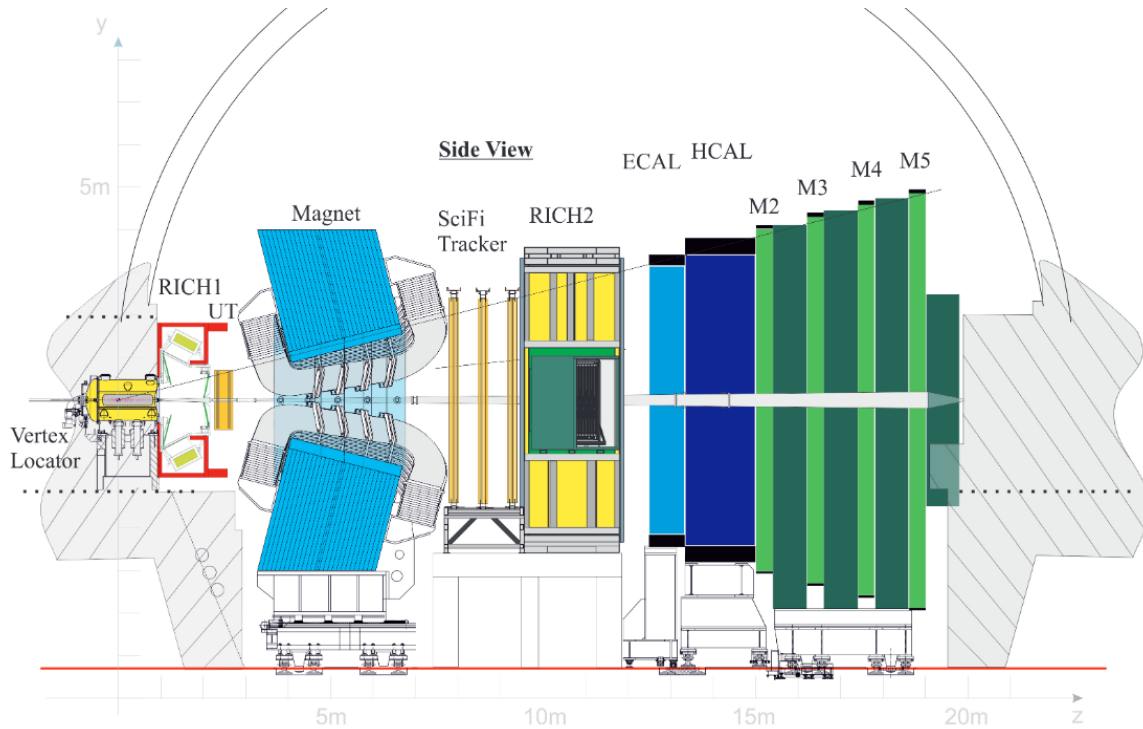 y
Side View
ECAL
HCAL
M5
M4
M3
M2
5m
Magnet
SciFi
Tracker
RICH2
RICH1
UT
Vertex
Locator
5m
10m
15m
20m
z